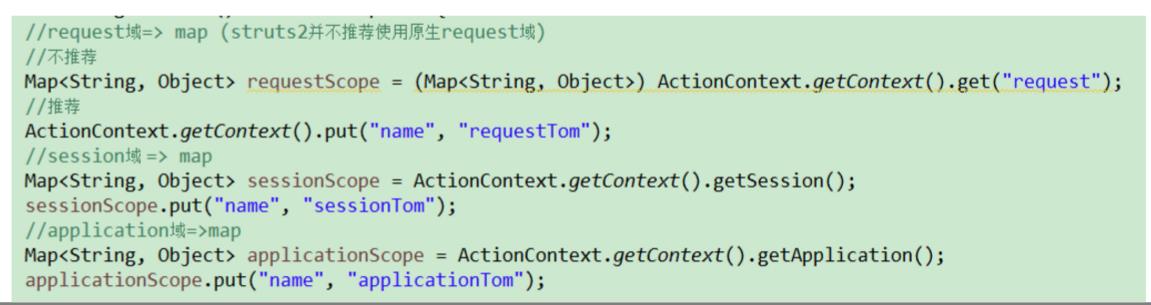 //request域=> map (struts2并不推荐使用原生request域)
//不推荐
Map<String, Object> requestScope = (Map<String, Object>) ActionContext.getContext().get("request");
//推荐
ActionContext.getContext().put("name", "requestTom");
//session域 => map
Map<String, Object> sessionScope = ActionContext.getContext().getSession();
sessionScope.put("name", "sessionTom");
//application域=>map
Map<String, Object> applicationScope = ActionContext.getContext().getApplication();
applicationScope.put("name", "applicationTom");